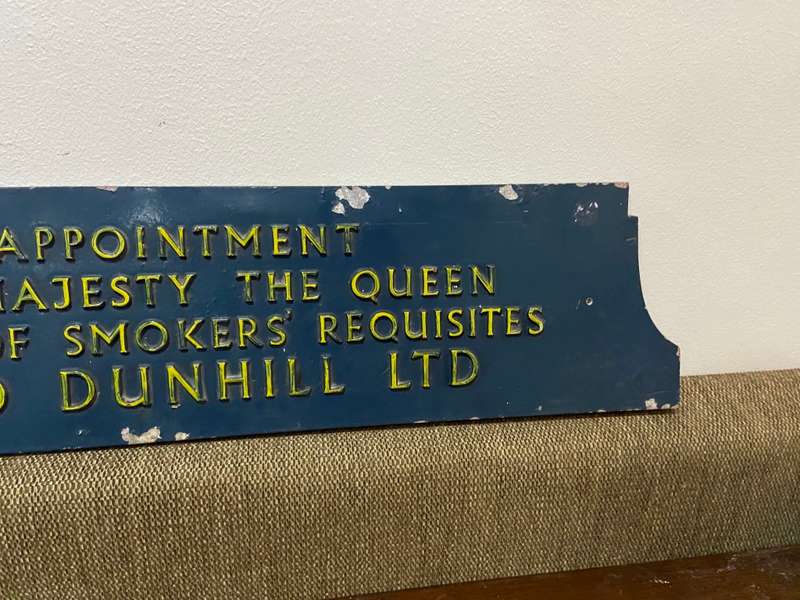 APPOINTMENT
MAJESTY THE QUEEN
OF SMOKERS' REQUISITES
D DUNHILL LTD